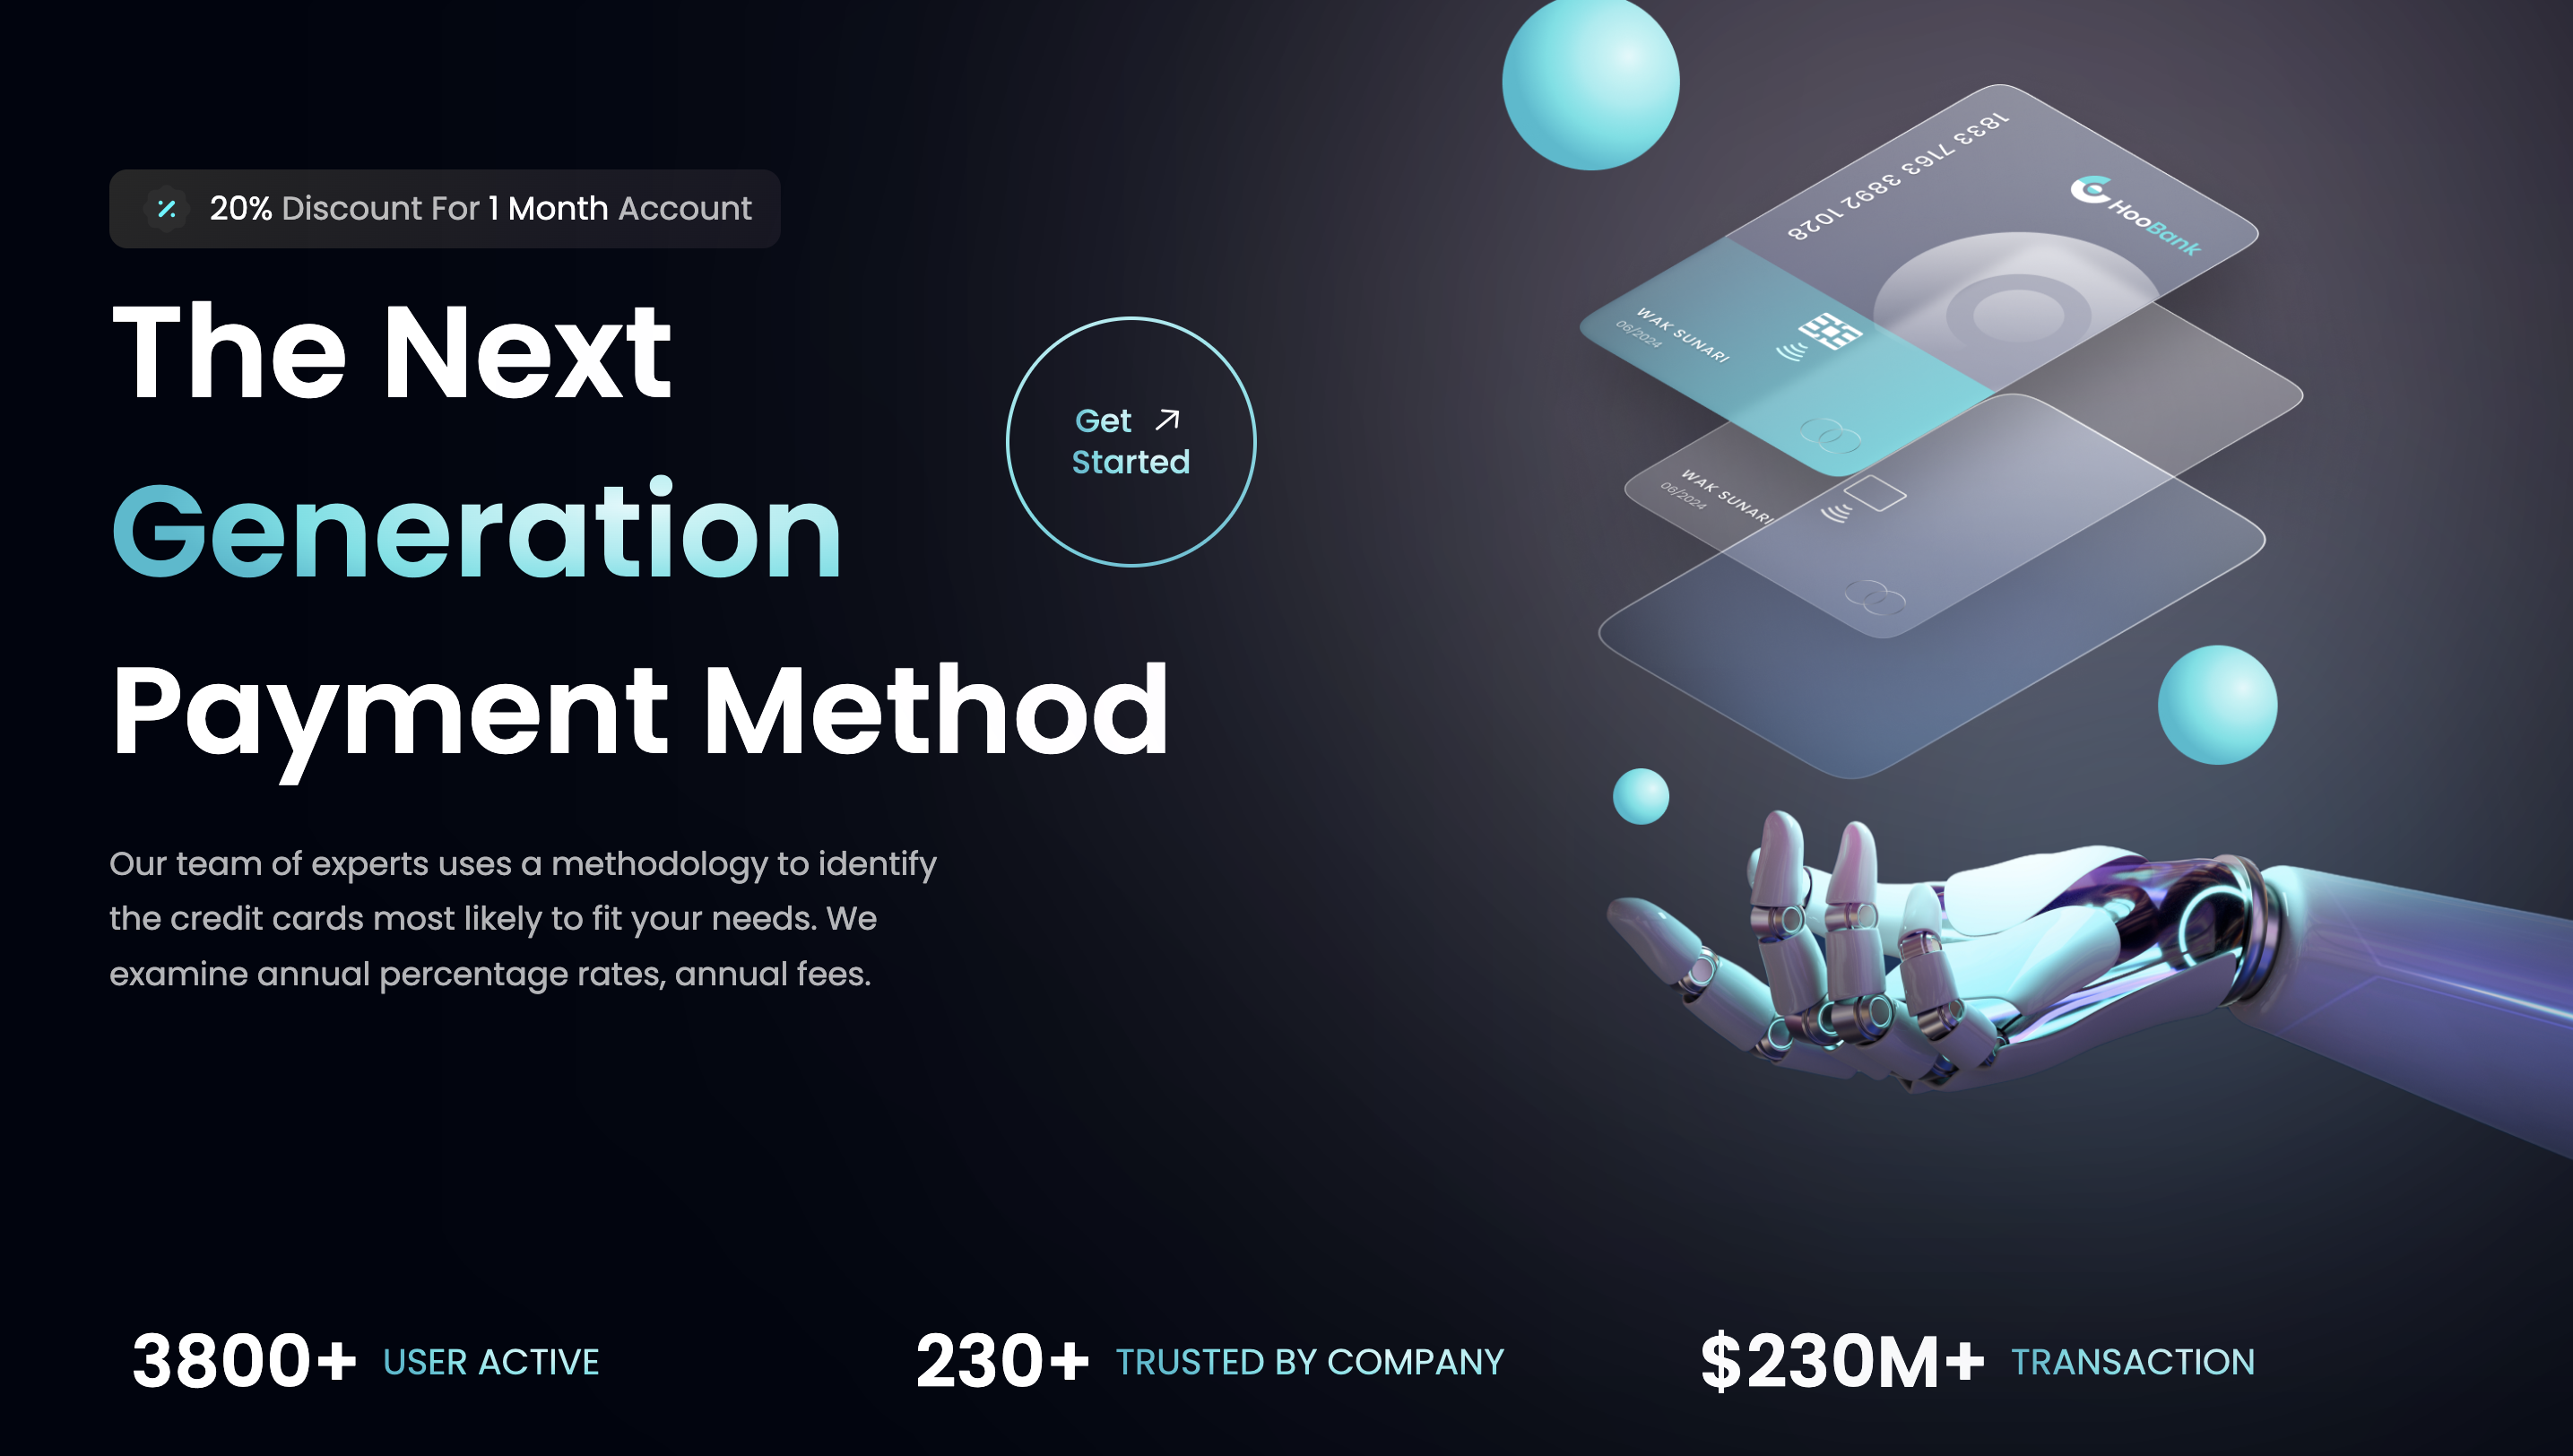 20% Discount For 1 Month Account
The Next
Generation
Payment Method
Get
Started
Our team of experts uses a methodology to identify
the credit cards most likely to fit your needs. We
examine annual percentage rates, annual fees.
1833 7163 3892 1028
HooBank
WAK SUNARI
06/2024
WAK SUNARI
06/2024
3800+ USER ACTIVE
230+ TRUSTED BY COMPANY
$230M+ TRANSACTION